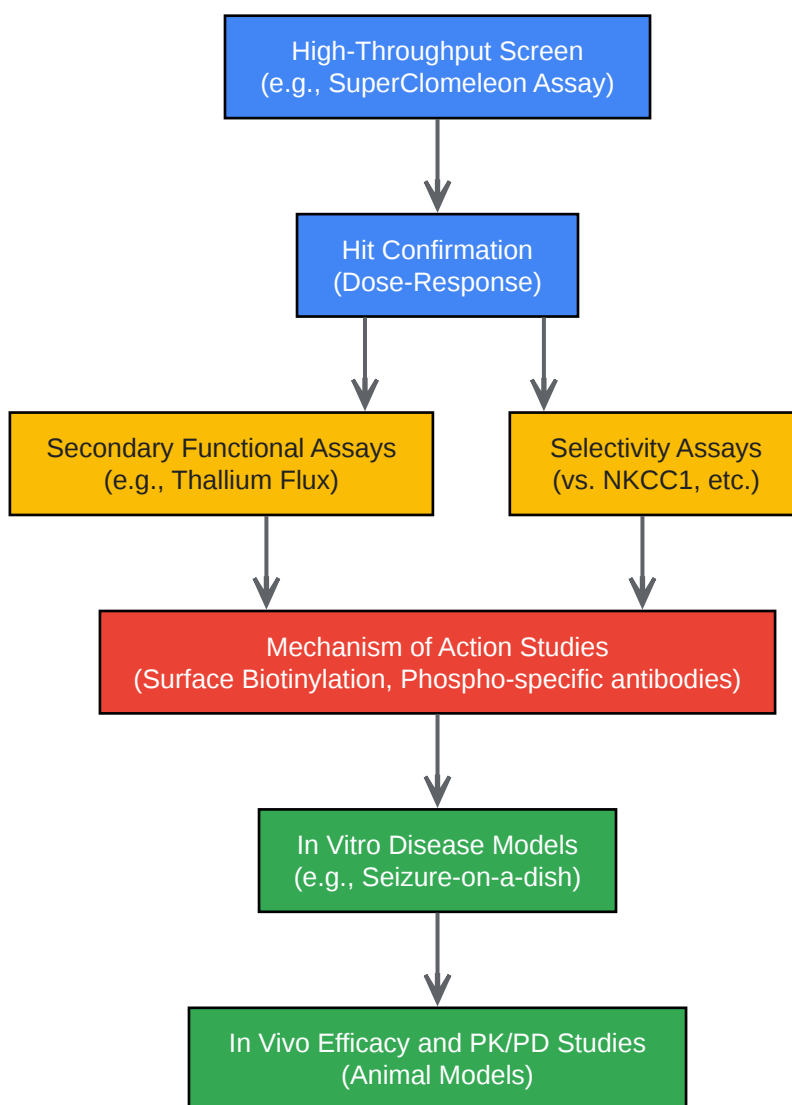 High-Throughput Screen
(e.g., SuperClomeleon Assay)
Hit Confirmation
(Dose-Response)
Secondary Functional Assays
(e.g., Thallium Flux)
Selectivity Assays
(vs. NKCC1, etc.)
Mechanism of Action Studies
(Surface Biotinylation, Phospho-specific antibodies)
In Vitro Disease Models
(e.g., Seizure-on-a-dish)
In Vivo Efficacy and PK/PD Studies
(Animal Models)